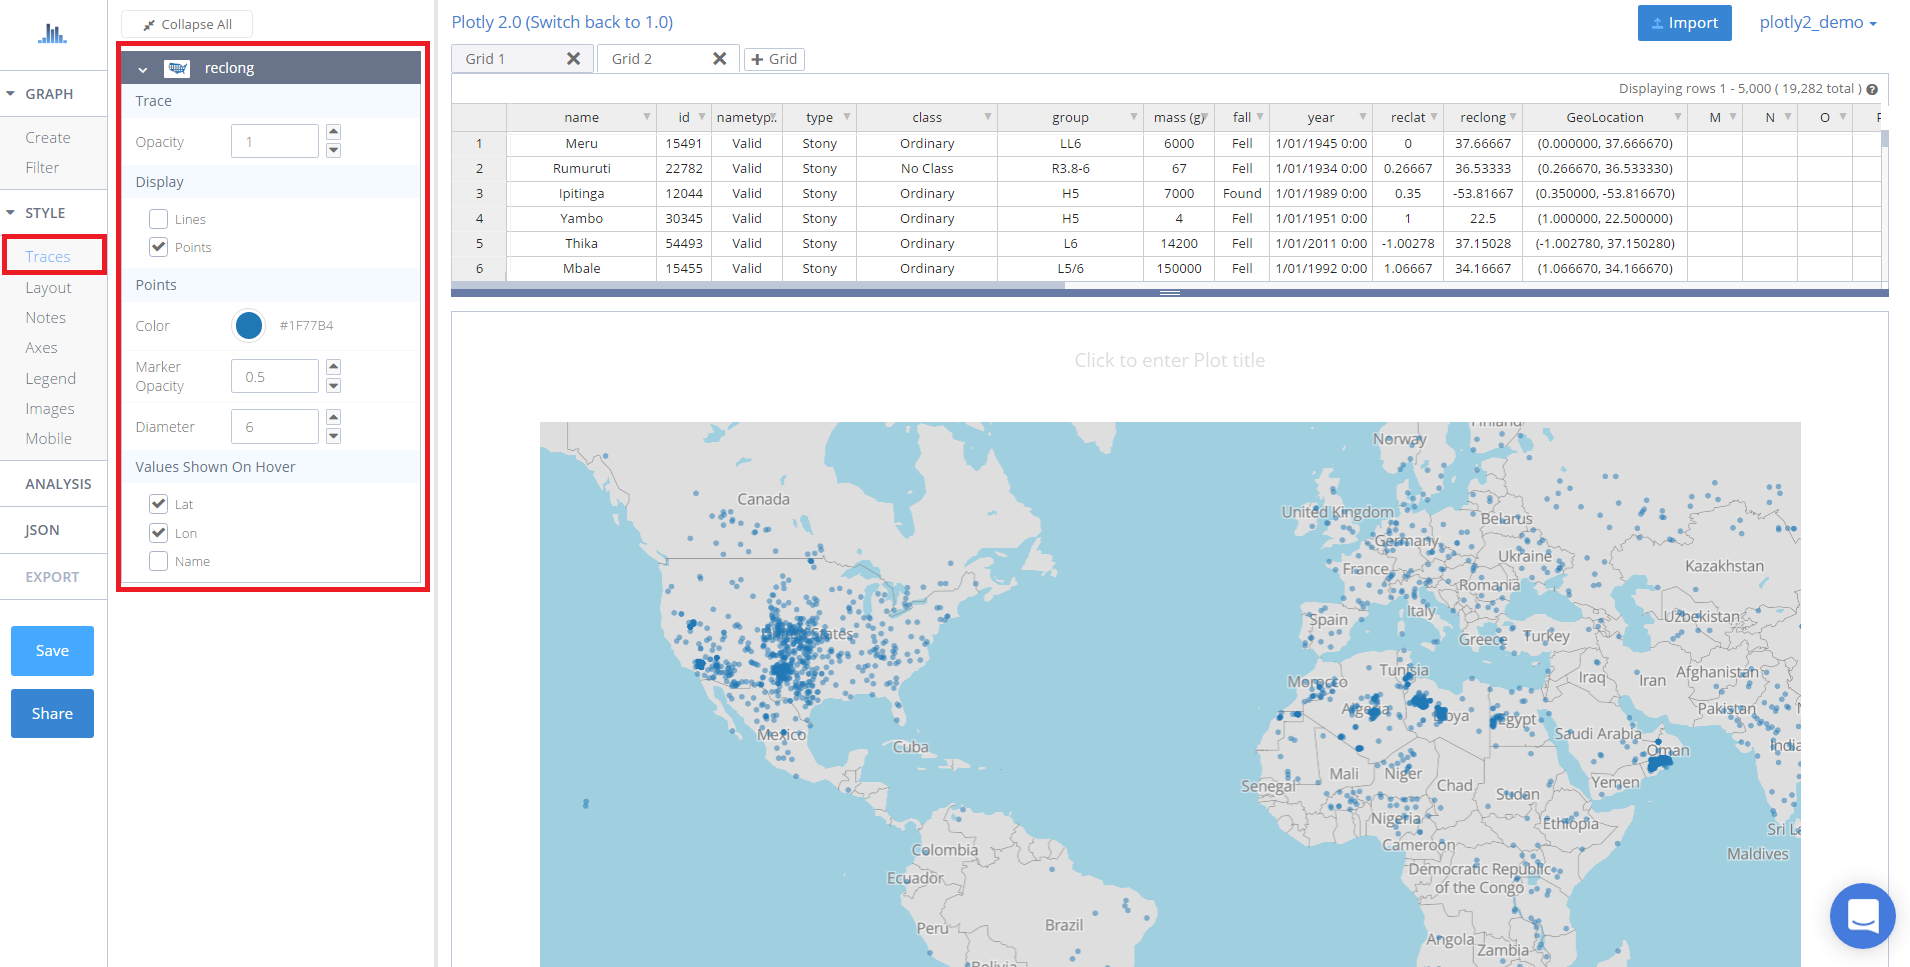 Collapse All
GRAPH
Create
Filter
STYLE
Traces
Layout
Notes
Axes
Legend
Images
Mobile
ANALYSIS
JSON
EXPORT
Save
Share
reclong
Trace
Opacity 1
Display
Lines
Points
Points
Color #1F77B4
Marker
Opacity 0.5
Diameter 6
Values Shown On Hover
Lat
Lon
Name
Plotly 2.0 (Switch back to 1.0)
Import plotly2_demo
Grid 1 Grid 2 Grid
Displaying rows 1 - 5,000 ( 19,282 total )
name id nametyp.. type class group mass (g) fall year reclat reclong GeoLocation M N O
1 Meru 15491 Valid Stony Ordinary LL6 6000 Fell 1/01/1945 0:00 0 37.66667 (0.000000, 37.666670)
2 Rumuruti 22782 Valid Stony No Class R3.8-6 67 Fell 1/01/1934 0:00 0.26667 36.53333 (0.266670, 36.533330)
3 Ipitinga 12044 Valid Stony Ordinary H5 7000 Found 1/01/1989 0:00 0.35 -53.81667 (0.350000, -53.816670)
4 Yambo 30345 Valid Stony Ordinary H5 4 Fell 1/01/1951 0:00 1 22.5 (1.000000, 22.500000)
5 Thika 54493 Valid Stony Ordinary L6 14200 Fell 1/01/2011 0:00 -1.00278 37.15028 (-1.002780, 37.150280)
6 Mbale 15455 Valid Stony Ordinary L5/6 150000 Fell 1/01/1992 0:00 1.06667 34.16667 (1.066670, 34.166670)
Click to enter Plot title
Finland
Norway
Canada
United Kingdom
Belarus
Germany
Ukraine
France
Kazakhstan
Romania
Italy
Spain
Uzbekistan
United States
Greece Turkey
Tunisia
Afghanistan
Morocco
Iraq Iran
Algeria Libya Egypt
Pakistan
Mexico
Saudi Arabia
Cuba
Oman
India
Mali Niger
Senegal Chad
Yemen
Sudan
Nigeria
Ethiopia
Sri La
Cameroon
Colombia
Maldives
Democratic Republic
of the Congo
Ecuador
Peru
Brazil
Angola
Zambia
Bolivia